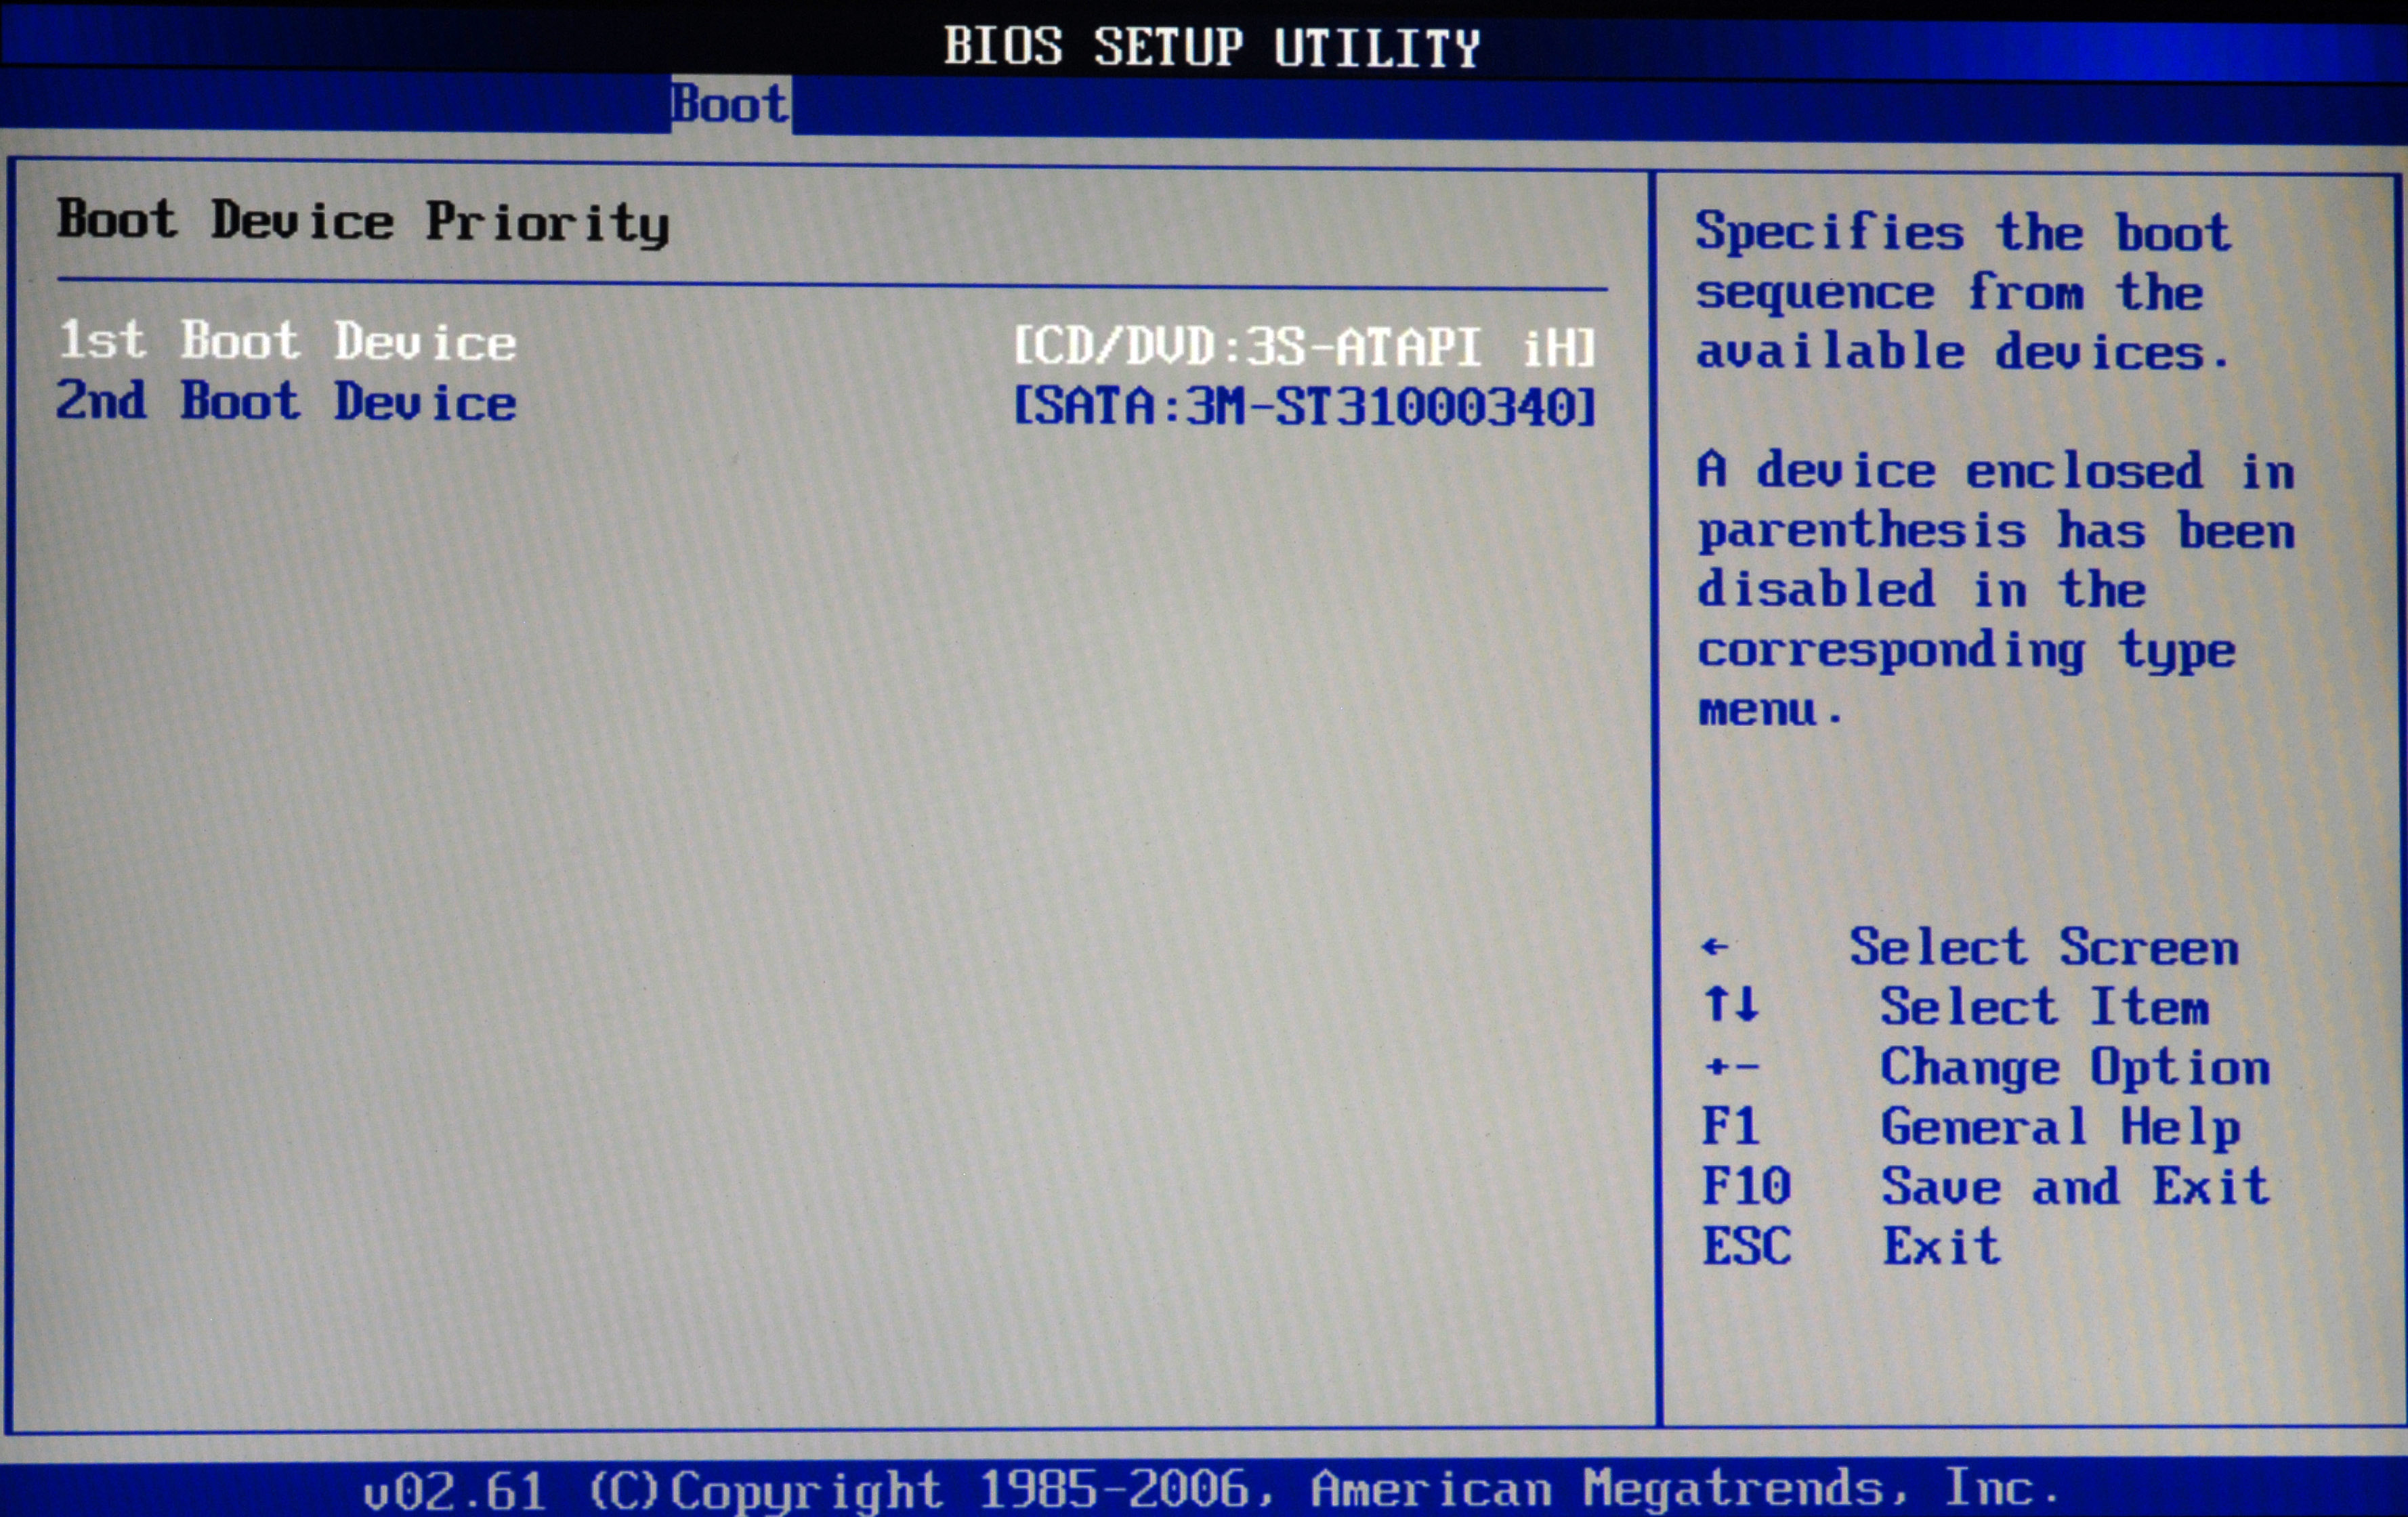 BIOS SETUP UTILITY
Boot
Boot Device Priority
1st Boot Device [CD/DVD:3S-ATAPI iH]
2nd Boot Device [SATA:3M-ST31000340]
Specifies the boot
sequence from the
available devices.
A device enclosed in
parenthesis has been
disabled in the
corresponding type
menu.
← Select Screen
↑↓ Select Item
+- Change Option
F1 General Help
F10 Save and Exit
ESC Exit
v02.61 (C)Copyright 1985-2006, American Megatrends, Inc.